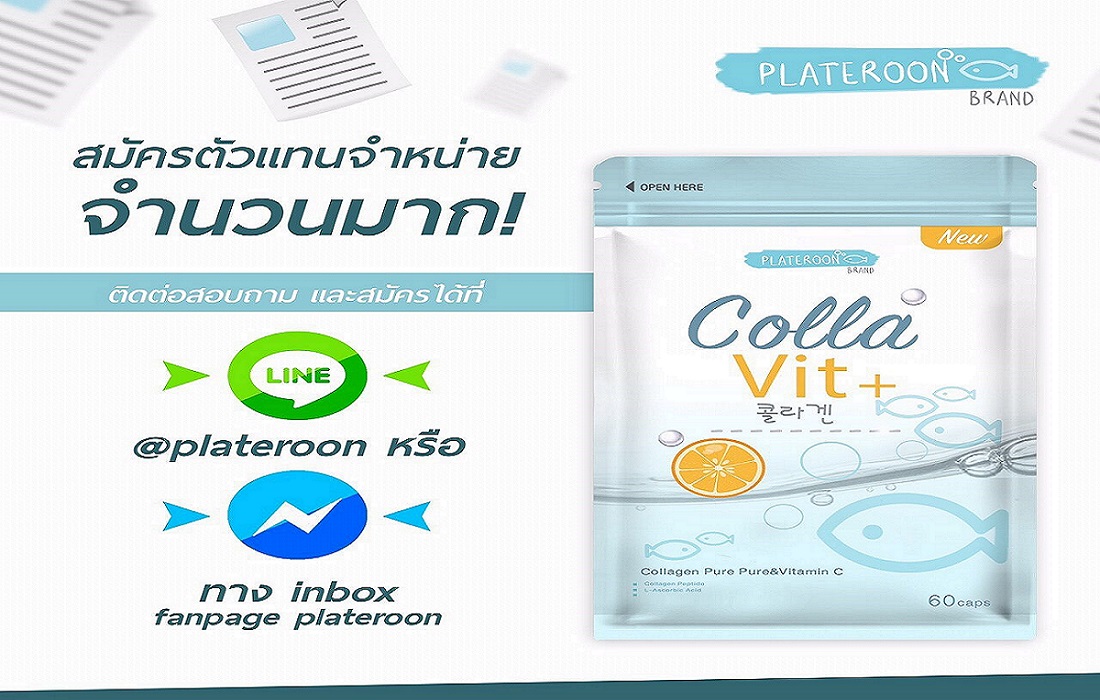 PLATEROON
BRAND
สมัครตัวแทนจำหน่าย
จำนวนมาก!
ติดต่อสอบถาม และสมัครได้ที่
LINE
@plateroon หรือ
ทาง inbox
fanpage plateroon
OPEN HERE
New
PLATEROON
BRAND
Colla
Vit+
콜라겐
Collagen Pure Pure&Vitamin C
Collagen Peptide
L-Ascorbic Acid
60caps